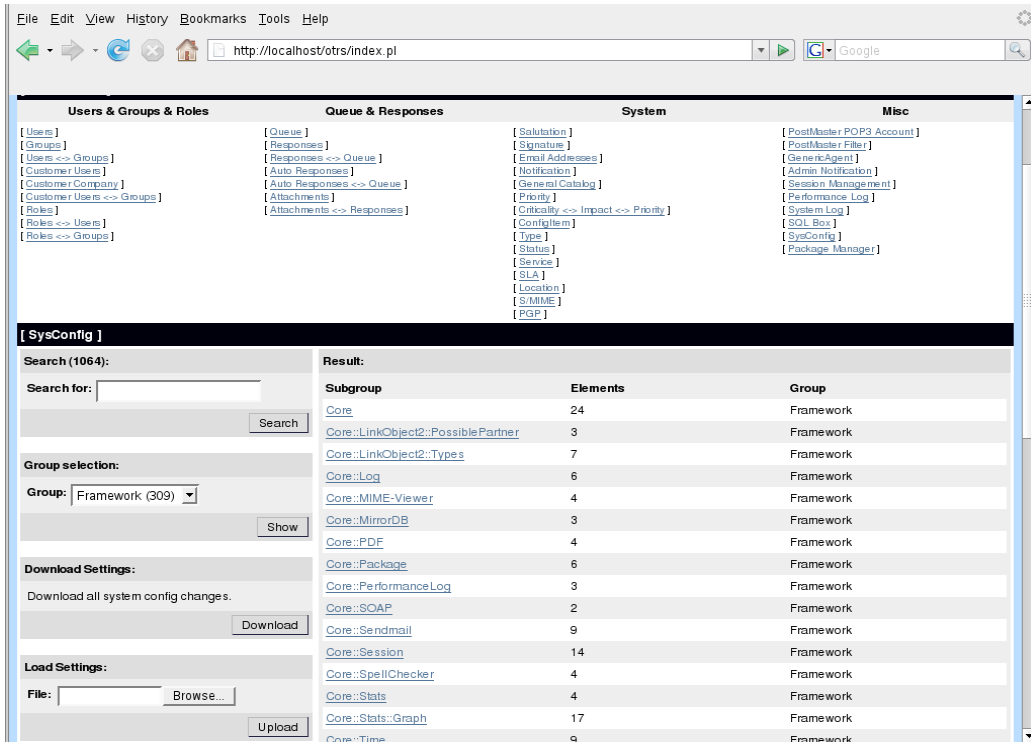 File Edit View History Bookmarks Tools Help
http://localhost/otrs/index.pl
G Google
Users & Groups & Roles Queue & Responses System Misc
[ Users ] [ Queue ] [ Salutation ] [ PostMaster POP3 Account ]
[ Groups ] [ Responses ] [ Signature ] [ PostMaster Filter ]
[ Users <-> Groups ] [ Responses <-> Queue ] [ Email Addresses ] [ GenericAgent ]
[ Customer Users ] [ Auto Responses ] [ Notification ] [ Admin Notification ]
[ Customer Company ] [ Auto Responses <-> Queue ] [ General Catalog ] [ Session Management ]
[ Customer Users <-> Groups ] [ Attachments ] [ Priority ] [ Performance Log ]
[ Roles ] [ Attachments <-> Responses ] [ Criticality <-> Impact <-> Priority ] [ System Log ]
[ Roles <-> Users ] [ ConfigItem ] [ SQL Box ]
[ Roles <-> Groups ] [ Type ] [ SysConfig ]
[ Status ] [ Package Manager ]
[ Service ]
[ SLA ]
[ Location ]
[ S/MIME ]
[ PGP ]
[ SysConfig ]
Search (1064):
Search for:
Search
Group selection:
Group: Framework (309)
Show
Download Settings:
Download all system config changes.
Download
Load Settings:
File: Browse...
Upload
Result:
Subgroup Elements Group
Core 24 Framework
Core::LinkObject2::PossiblePartner 3 Framework
Core::LinkObject2::Types 7 Framework
Core::Log 6 Framework
Core::MIME-Viewer 4 Framework
Core::MirrorDB 3 Framework
Core::PDF 4 Framework
Core::Package 6 Framework
Core::PerformanceLog 3 Framework
Core::SOAP 2 Framework
Core::Sendmail 9 Framework
Core::Session 14 Framework
Core::SpellChecker 4 Framework
Core::Stats 4 Framework
Core::Stats::Graph 17 Framework
Core::Time 9 Framework